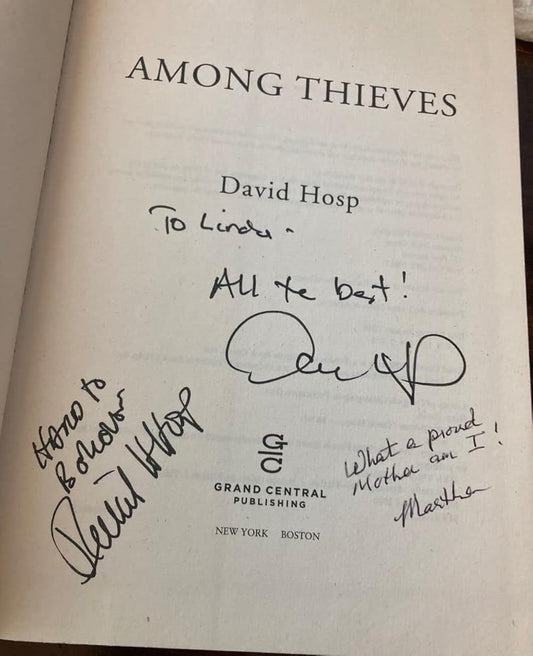 AMONG THIEVES
David Hosp
To Linda -
All the best!
What a proud
Mother am I!
Martha
Hosp
GRAND CENTRAL
PUBLISHING
NEW YORK BOSTON